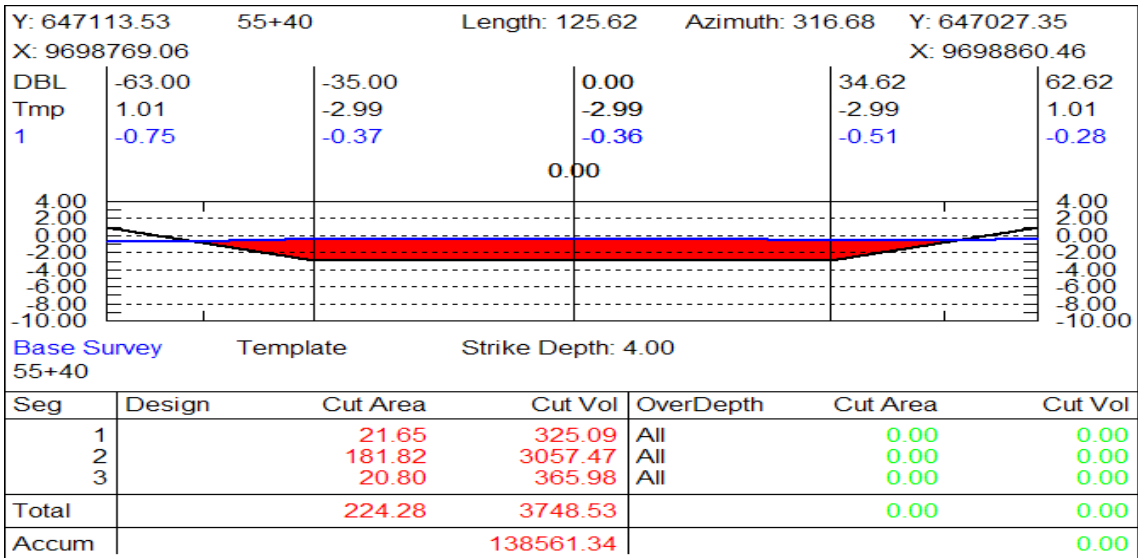 Y: 647113.53 55+40 Length: 125.62 Azimuth: 316.68 Y: 647027.35
X: 9698769.06 X: 9698860.46
DBL -63.00 -35.00 0.00 34.62 62.62
Tmp 1.01 -2.99 -2.99 -2.99 1.01
1 -0.75 -0.37 -0.36 -0.51 -0.28
0.00
4.00 4.00
2.00 2.00
0.00 0.00
-2.00 -2.00
-4.00 -4.00
-6.00 -6.00
-8.00 -8.00
-10.00 -10.00
Base Survey Template Strike Depth: 4.00
55+40
Seg Design Cut Area Cut Vol OverDepth Cut Area Cut Vol
1 21.65 325.09 All 0.00 0.00
2 181.82 3057.47 All 0.00 0.00
3 20.80 365.98 All 0.00 0.00
Total 224.28 3748.53 0.00 0.00
Accum 138561.34 0.00